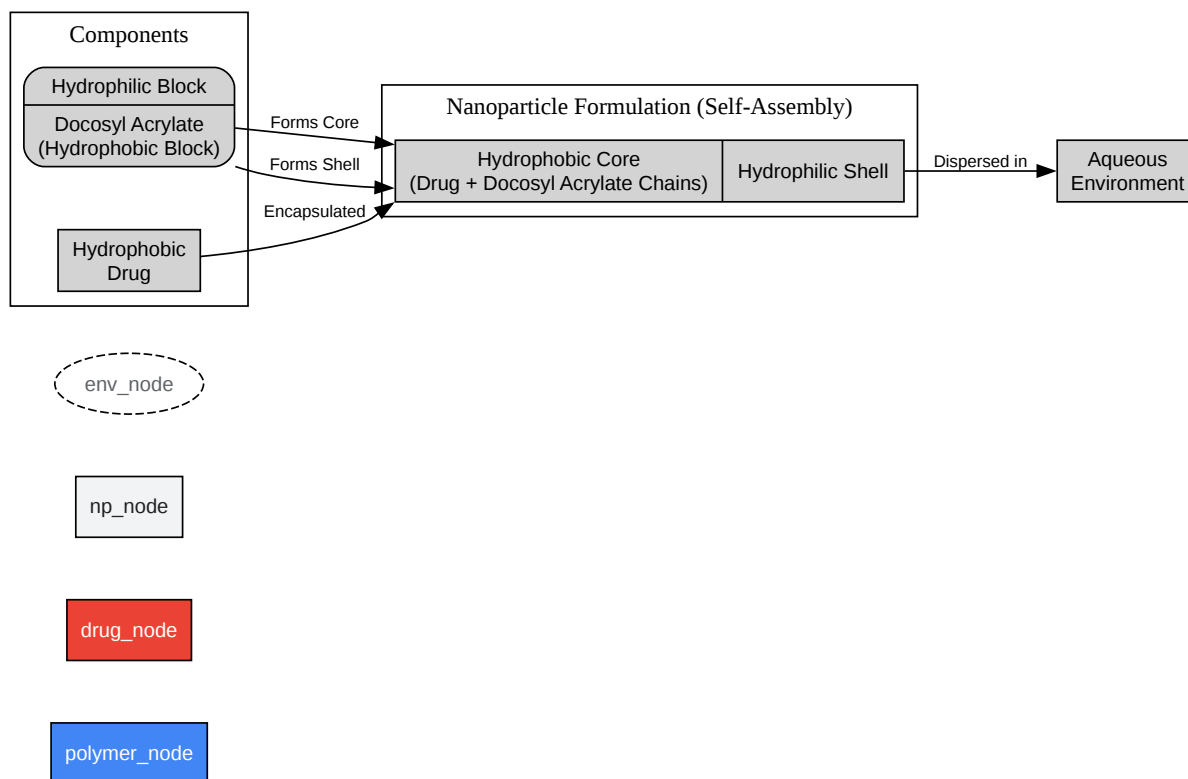 Components
Hydrophilic Block
Docosyl Acrylate
(Hydrophobic Block)
Hydrophobic
Drug
Forms Core
Forms Shell
Encapsulated
Nanoparticle Formulation (Self-Assembly)
Hydrophobic Core
(Drug + Docosyl Acrylate Chains)
Hydrophilic Shell
Dispersed in
Aqueous
Environment
env_node
np_node
drug_node
polymer_node